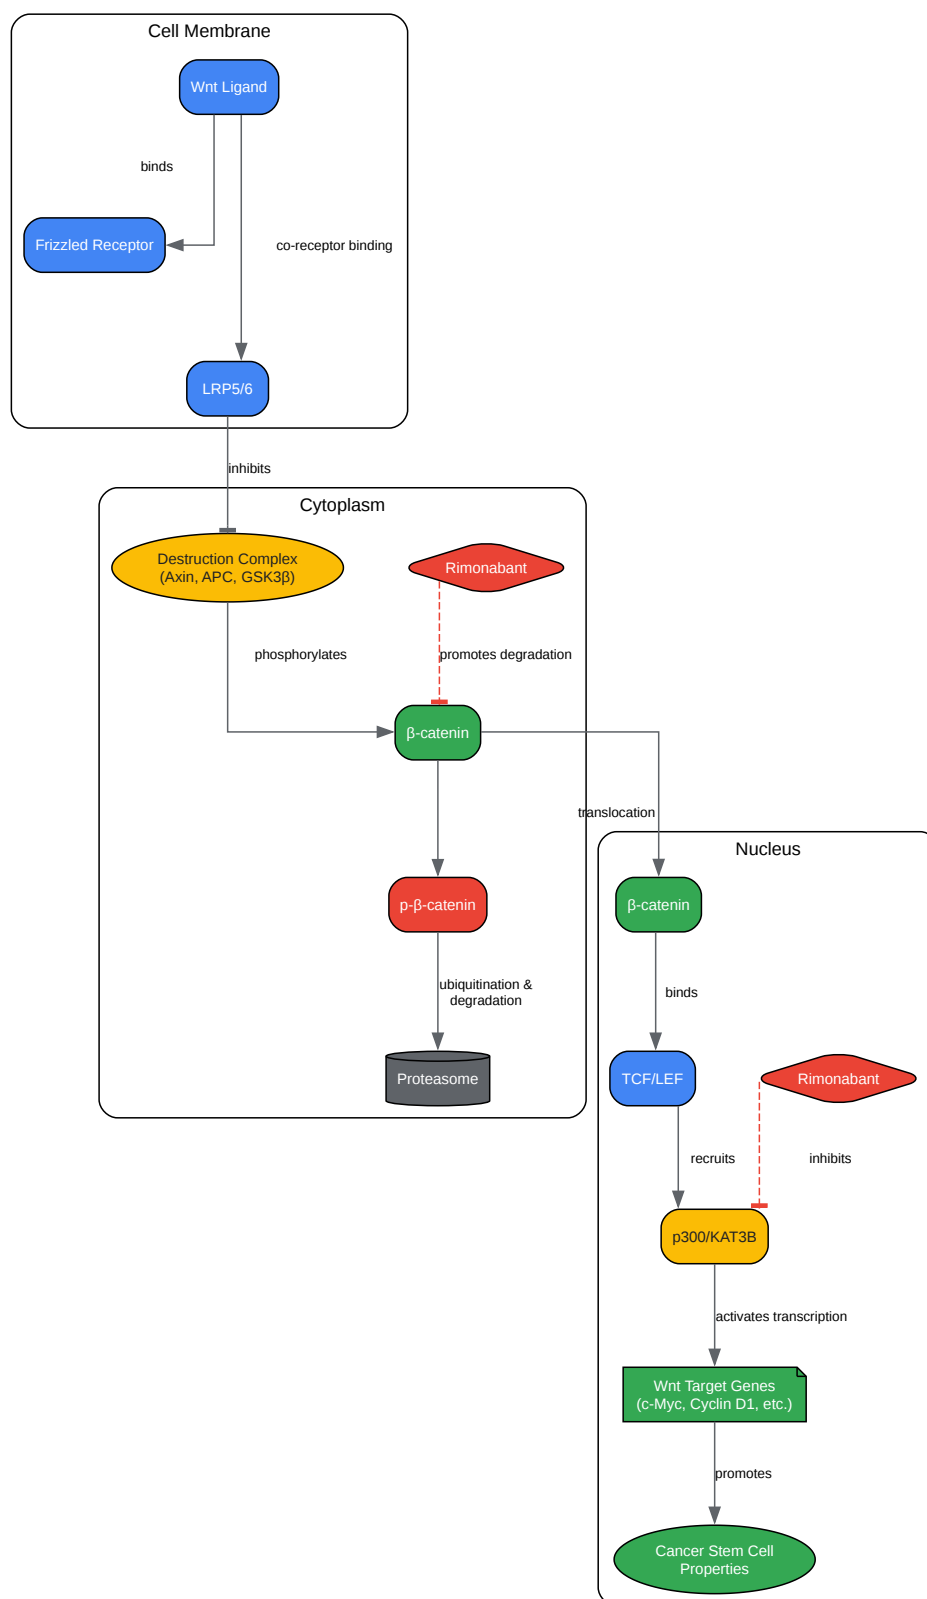 Cell Membrane
Wnt Ligand
binds
Frizzled Receptor
co-receptor binding
LRP5/6
inhibits
Cytoplasm
Destruction Complex
(Axin, APC, GSK3β)
Rimonabant
phosphorylates
promotes degradation
β-catenin
translocation
Nucleus
p-β-catenin
β-catenin
ubiquitination &
degradation
binds
Proteasome
TCF/LEF
Rimonabant
recruits
inhibits
p300/KAT3B
activates transcription
Wnt Target Genes
(c-Myc, Cyclin D1, etc.)
promotes
Cancer Stem Cell
Properties